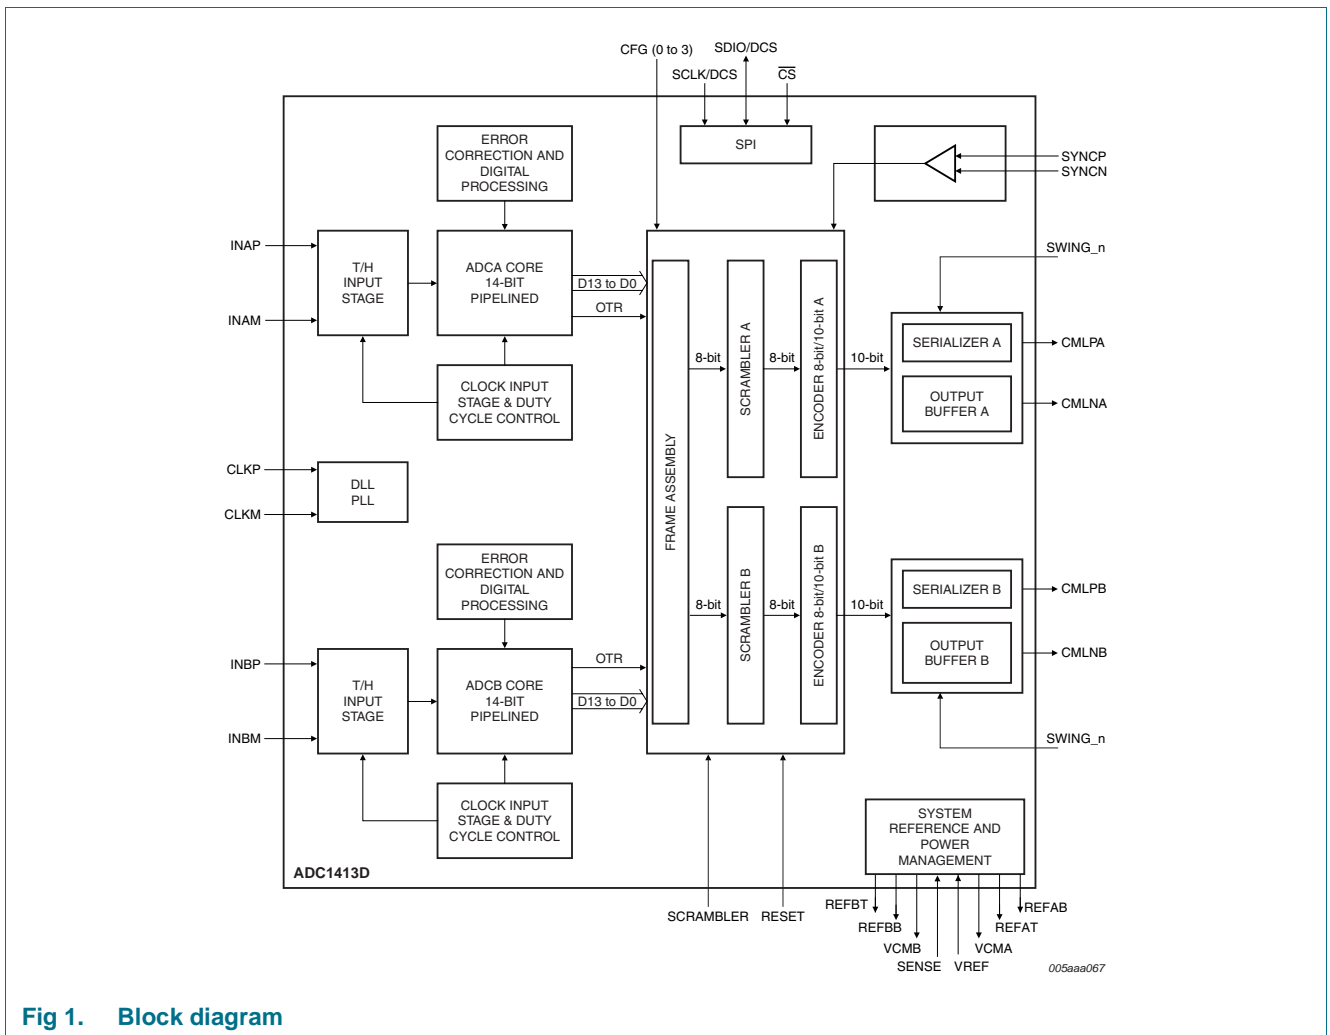 CFG (0 to 3)
SDIO/DCS
SCLK/DCS
CS
ERROR
CORRECTION AND
DIGITAL
PROCESSING
SPI
SYNCP
SYNCN
INAP
INAM
T/H
INPUT
STAGE
ADCA CORE
14-BIT
PIPELINED
D13 to D0
OTR
SWING_n
CLOCK INPUT
STAGE & DUTY
CYCLE CONTROL
FRAME ASSEMBLY
8-bit
SCRAMBLER A
8-bit
ENCODER 8-bit/10-bit A
10-bit
SERIALIZER A
OUTPUT
BUFFER A
CMLPA
CMLNA
CLKP
CLKM
DLL
PLL
ERROR
CORRECTION AND
DIGITAL
PROCESSING
INBP
INBM
T/H
INPUT
STAGE
ADCB CORE
14-BIT
PIPELINED
OTR
D13 to D0
8-bit
SCRAMBLER B
8-bit
ENCODER 8-bit/10-bit B
10-bit
SERIALIZER B
OUTPUT
BUFFER B
CMLPB
CMLNB
SWING_n
CLOCK INPUT
STAGE & DUTY
CYCLE CONTROL
SYSTEM
REFERENCE AND
POWER
MANAGEMENT
ADC1413D
SCRAMBLER
RESET
REFBT
REFBB
VCMB
SENSE
VREF
VCMA
REFAT
REFAB
005aaa067
Fig 1. Block diagram